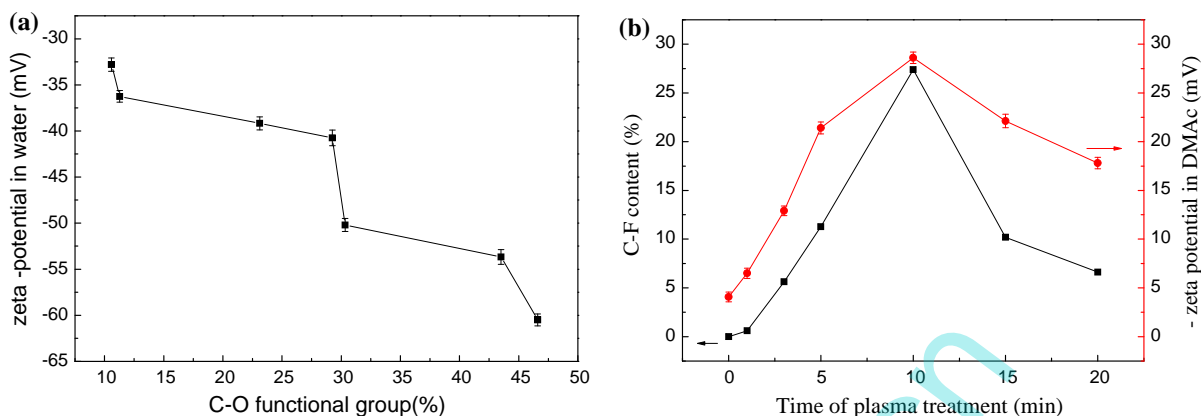 (a)
-30
-35
-40
-45
-50
-55
-60
-65
zeta -potential in water (mV)
10 15 20 25 30 35 40 45 50
C-O functional group(%)
(b)
30
25
20
15
10
5
0
C-F content (%)
30
25
20
15
10
5
0
- zeta potential in DMAc (mV)
0 5 10 15 20
Time of plasma treatment (min)